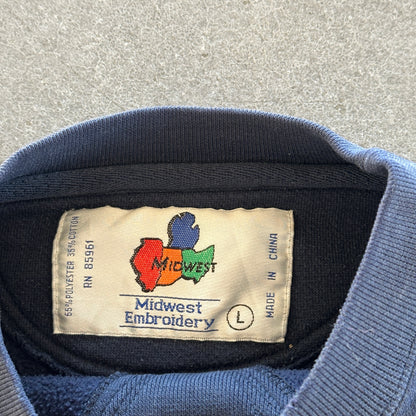 65% POLYESTER 35% COTTON
RN 85961
MIDWEST
Midwest
Embroidery
L
MADE IN CHINA